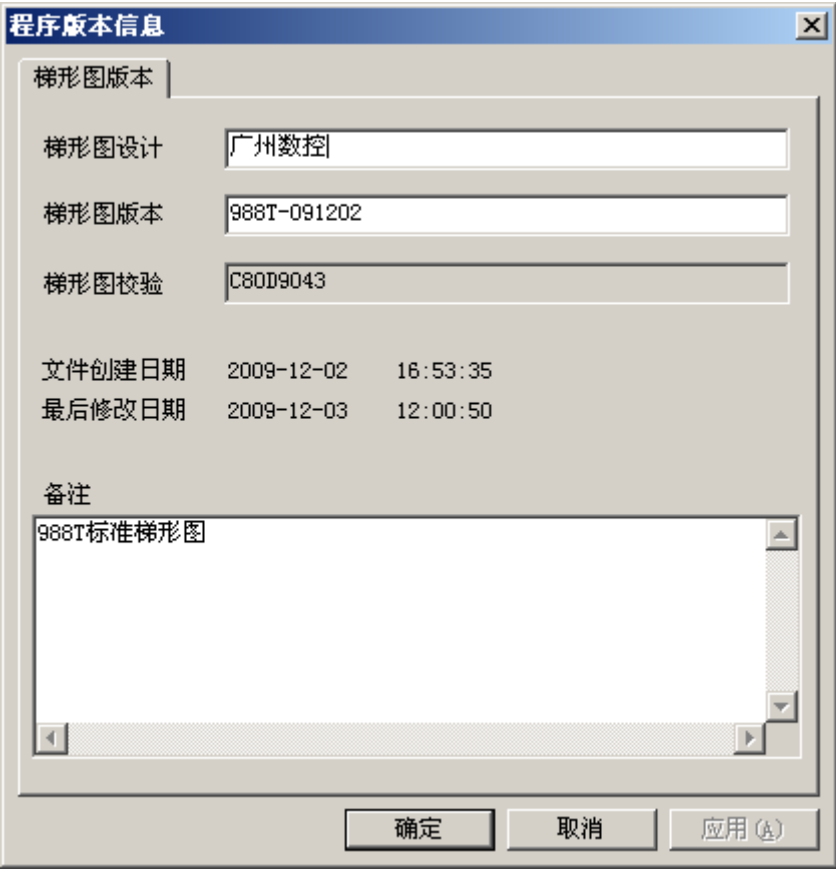 程序版本信息
梯形图版本
梯形图设计 广州数控
梯形图版本 988T-091202
梯形图校验 C80D9043
文件创建日期 2009-12-02 16:53:35
最后修改日期 2009-12-03 12:00:50
备注
988T标准梯形图
确定 取消 应用(A)